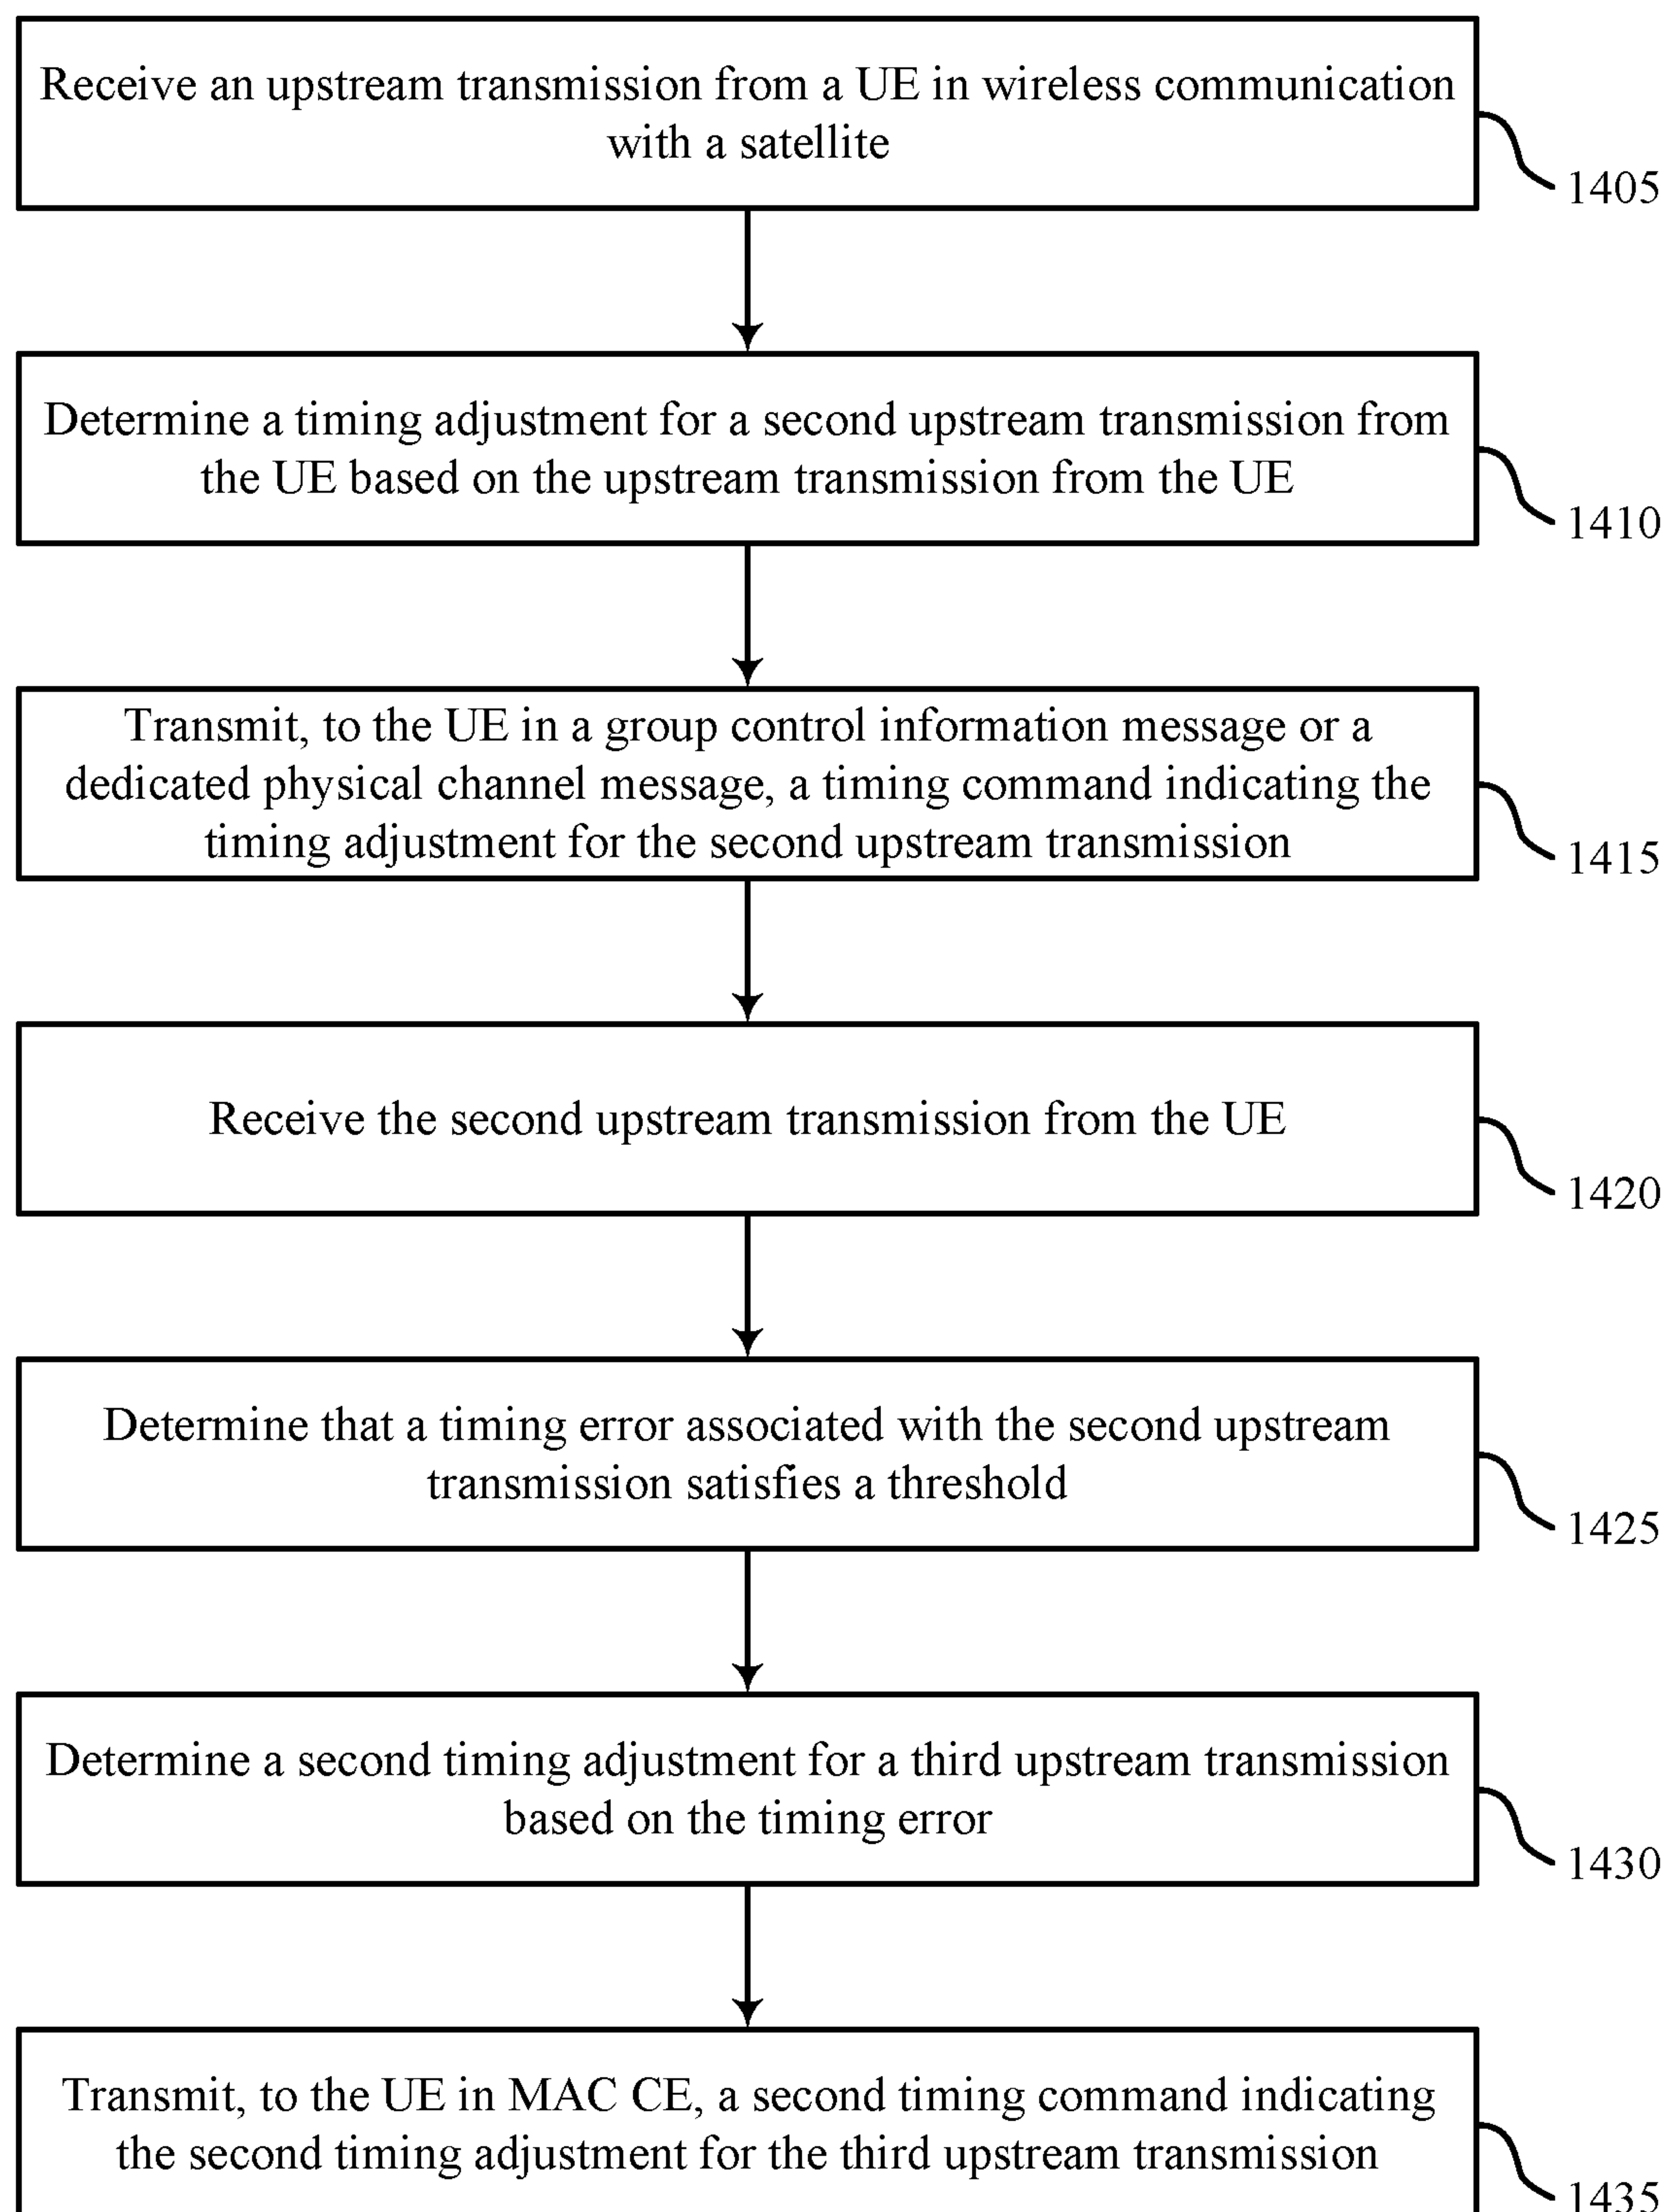 Receive an upstream transmission from a UE in wireless communication
with a satellite
1405
Determine a timing adjustment for a second upstream transmission from
the UE based on the upstream transmission from the UE
1410
Transmit, to the UE in a group control information message or a
dedicated physical channel message, a timing command indicating the
timing adjustment for the second upstream transmission
1415
Receive the second upstream transmission from the UE
1420
Determine that a timing error associated with the second upstream
transmission satisfies a threshold
1425
Determine a second timing adjustment for a third upstream transmission
based on the timing error
1430
Transmit, to the UE in MAC CE, a second timing command indicating
the second timing adjustment for the third upstream transmission
1435